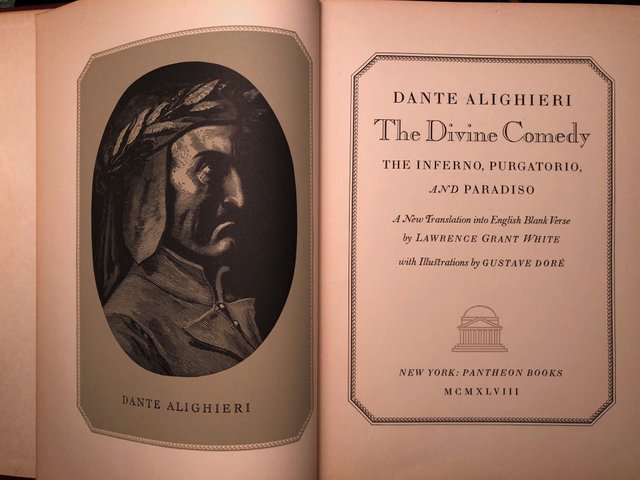 DANTE ALIGHIERI
DANTE ALIGHIERI
The Divine Comedy
THE INFERNO, PURGATORIO,
AND PARADISO
A New Translation into English Blank Verse
by LAWRENCE GRANT WHITE
with Illustrations by GUSTAVE DORÉ
NEW YORK: PANTHEON BOOKS
MCMXLVIII